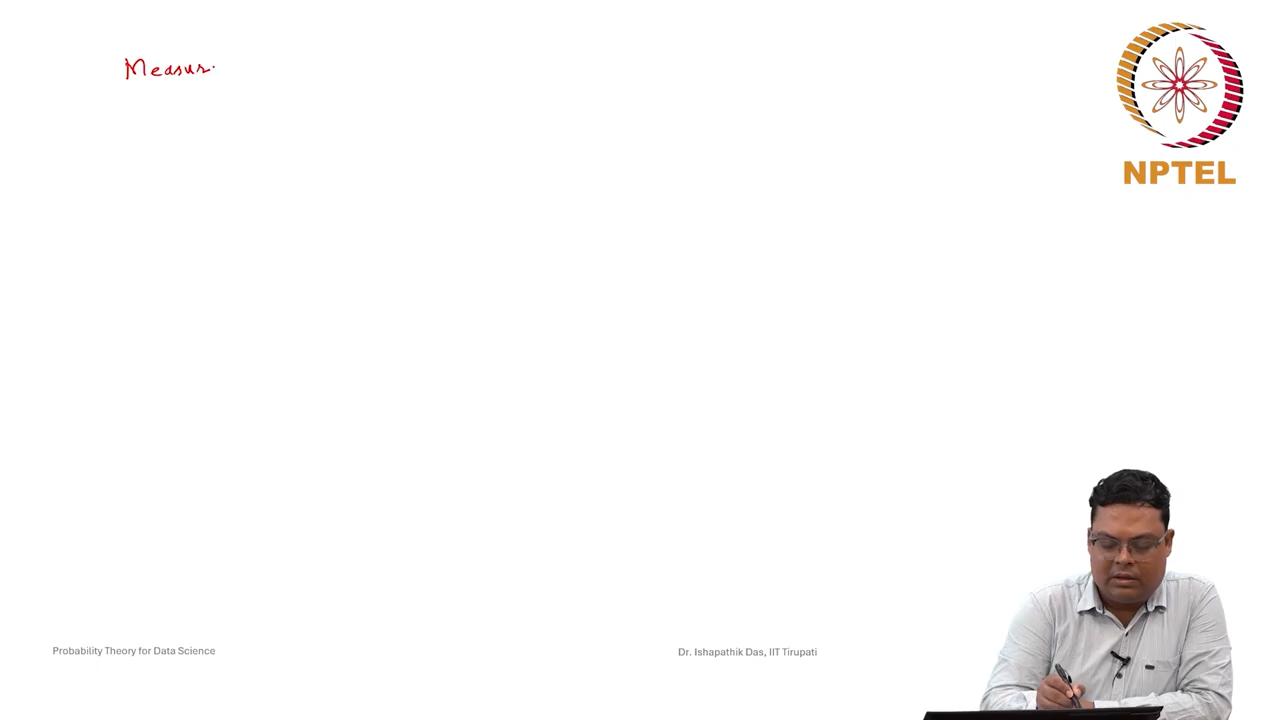 Measur
NPTEL
Probability Theory for Data Science
Dr. Ishapathik Das, IIT Tirupati